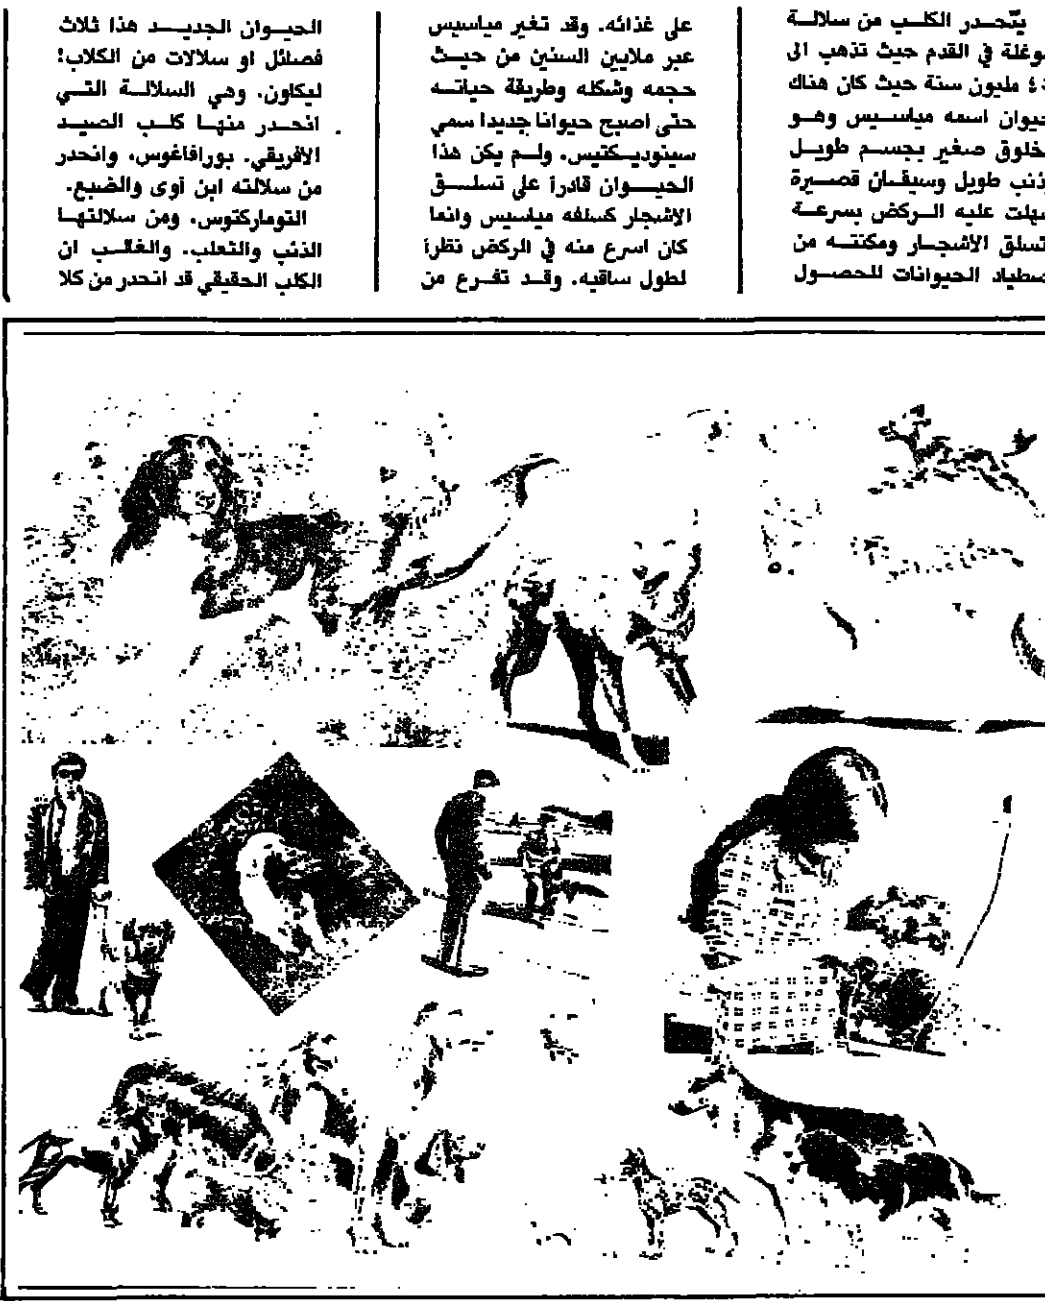 يتحدر الكلب من سلالة
موغلة في القدم حيث تذهب الى
مليون سنة حيث كان هناك
حيوان اسمه مياسيس وهو
مخلوق صغير بجسم طويل
وذنب طويل وسيقان قصيرة
سهلت عليه الركض بسرعة
وتسلق الأشجار ومكنته من
اصطياد الحيوانات للحصول
على غذائه. وقد تغير مياسيس
عبر ملايين السنين من حيث
حجمه وشكله وطريقة حياته
حتى اصبح حيوانا جديدا سمي
سينوديكتيس. ولم يكن هذا
الحيوان قادرأ على تسلق
الاشجار كسلفه مياسيس وانما
كان اسرع منه في الركض نظرأ
لطول ساقيه. وقد تفرع من
الحيوان الجديد هذا ثلاث
فصائل او سلالات من الكلاب:
ليكاون. وهي السلالة التي
انحدر منها كلب الصيد
الافريقي. بورافاغوس، وانحدر
من سلالته ابن آوى والضبع.
التوماركتوس. ومن سلالتها
الذئب والثعلب. والغالب ان
الكلب الحقيقي قد انحدر من كلا